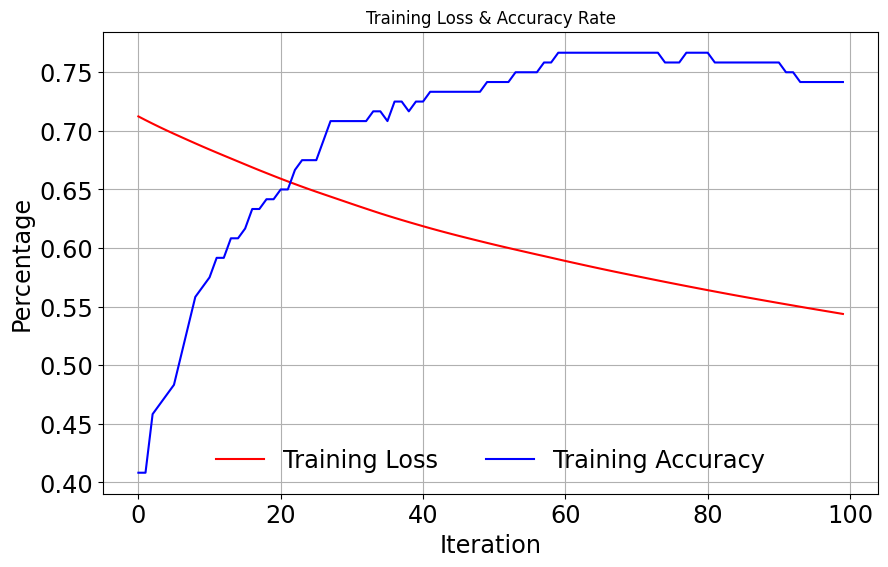 Training Loss & Accuracy Rate
0.75
0.70
0.65
0.60
0.55
0.50
0.45
0.40
Percentage
Training Loss Training Accuracy
0 20 40 60 80 100
Iteration